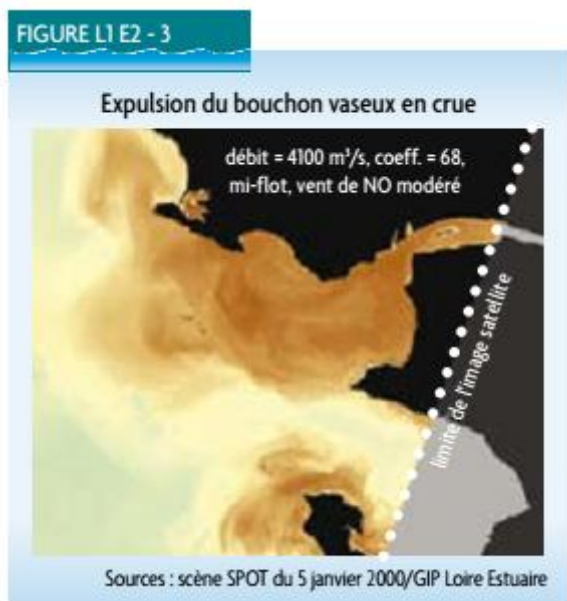 FIGURE L1 E2 - 3
Expulsion du bouchon vaseux en crue
débit = 4100 m³/s, coeff. = 68,
mi-flot, vent de NO modéré
limite de l'image satellite
Sources : scène SPOT du 5 janvier 2000/GIP Loire Estuaire